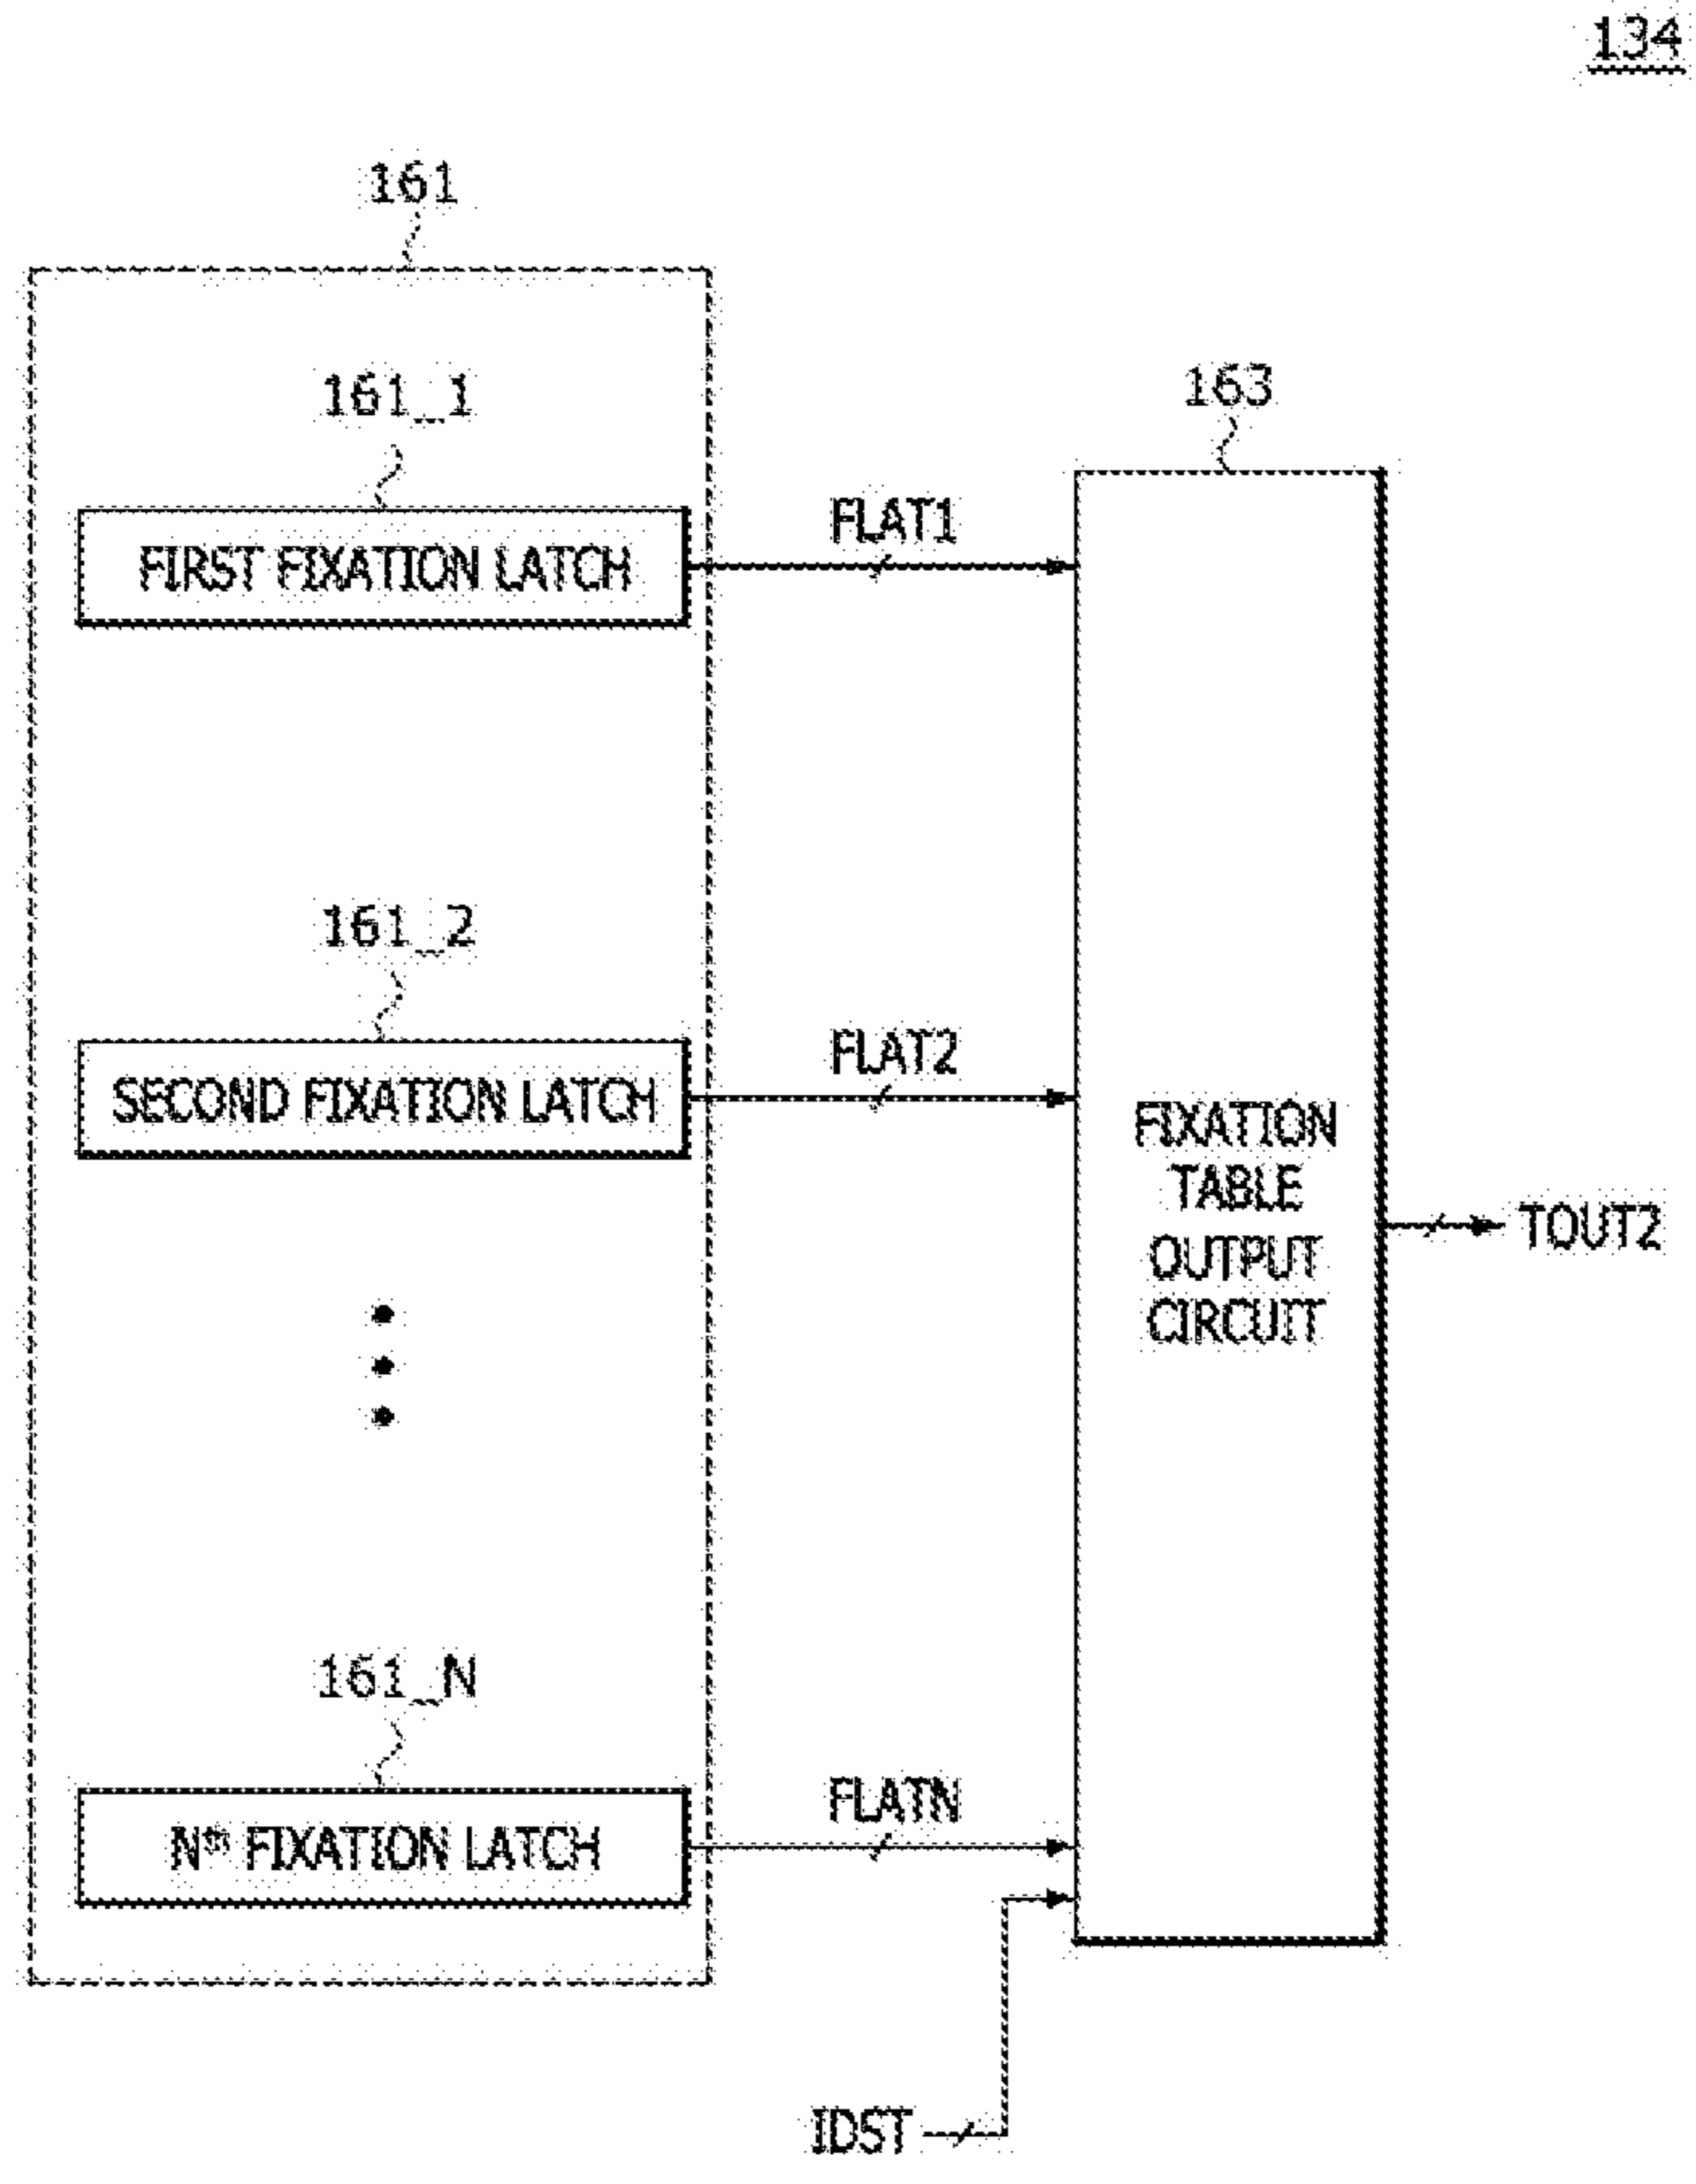 134
161
161_1
FIRST FIXATION LATCH
FLAT1
163
161_2
SECOND FIXATION LATCH
FLAT2
FIXATION
TABLE
OUTPUT
CIRCUIT
TOUT2
161_N
Nth FIXATION LATCH
FLATN
IDST